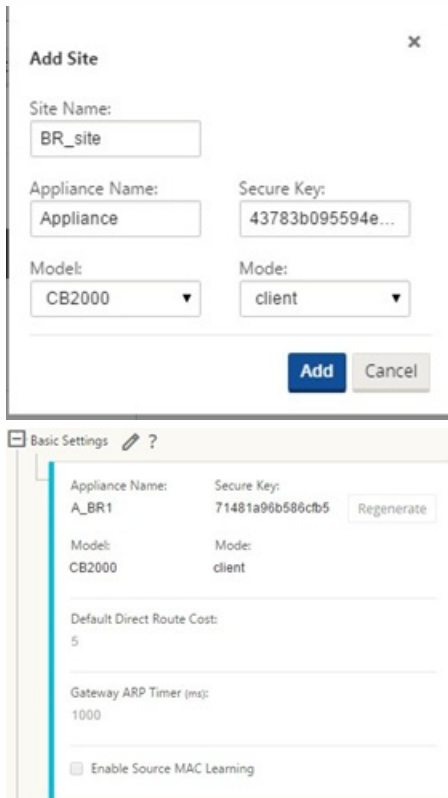 ×
Add Site
Site Name:
BR_site
Appliance Name: Secure Key:
Appliance 43783b095594e...
Model: Mode:
CB2000 client
Add Cancel
Basic Settings ?
Appliance Name: Secure Key:
A_BR1 71481a96b586cfb5 Regenerate
Model: Mode:
CB2000 client
Default Direct Route Cost:
5
Gateway ARP Timer (ms):
1000
Enable Source MAC Learning